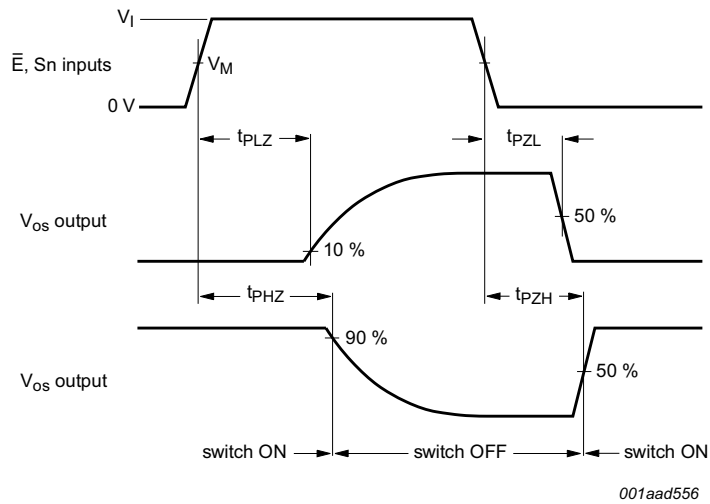 V_I
E̅, Sn inputs
V_M
0 V
t_PLZ
t_PZL
V_os output
50 %
10 %
t_PHZ
t_PZH
90 %
V_os output
50 %
switch ON
switch OFF
switch ON
001aad556